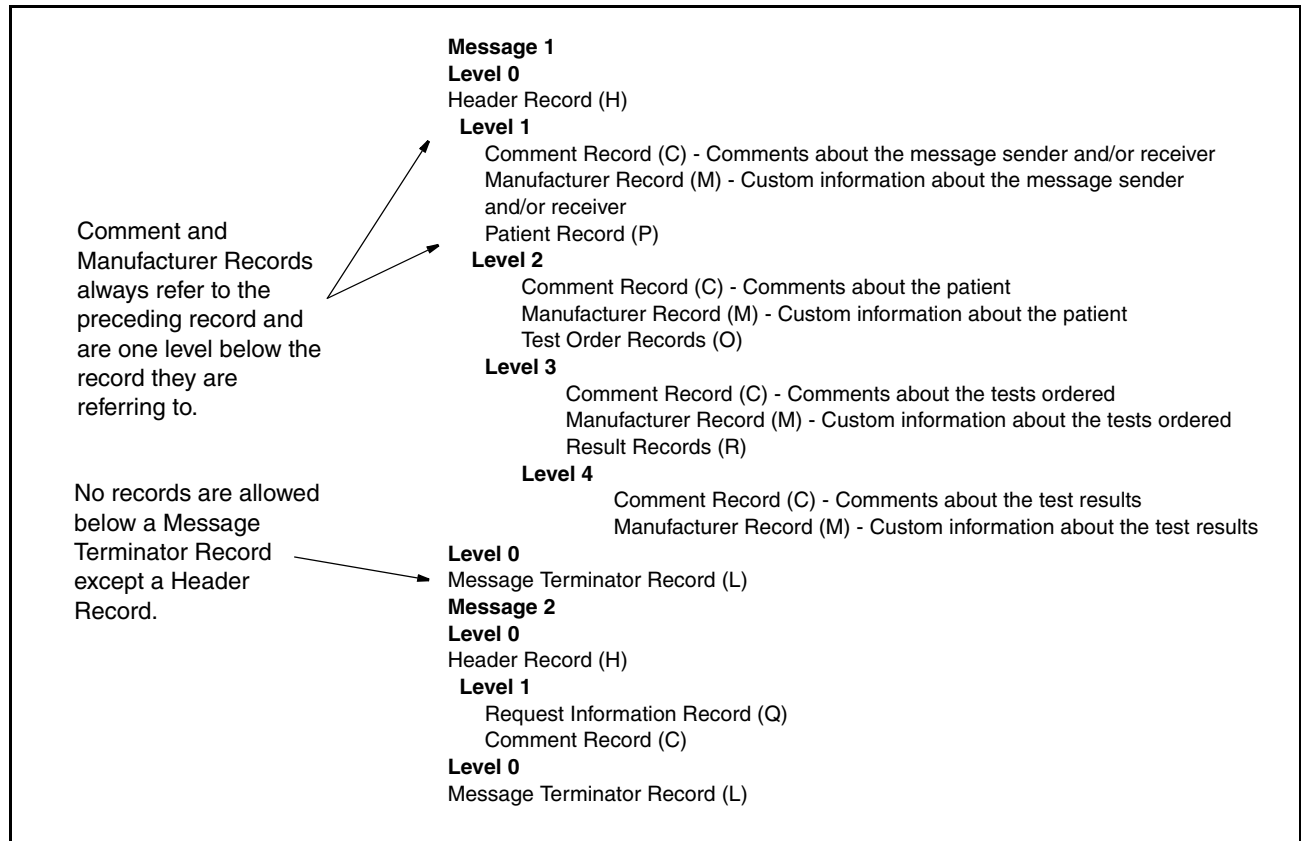 Message 1
Level 0
Header Record (H)
Level 1
Comment Record (C) - Comments about the message sender and/or receiver
Manufacturer Record (M) - Custom information about the message sender
and/or receiver
Patient Record (P)
Level 2
Comment Record (C) - Comments about the patient
Manufacturer Record (M) - Custom information about the patient
Test Order Records (O)
Level 3
Comment Record (C) - Comments about the tests ordered
Manufacturer Record (M) - Custom information about the tests ordered
Result Records (R)
Level 4
Comment Record (C) - Comments about the test results
Manufacturer Record (M) - Custom information about the test results
Level 0
Message Terminator Record (L)
Message 2
Level 0
Header Record (H)
Level 1
Request Information Record (Q)
Comment Record (C)
Level 0
Message Terminator Record (L)
Comment and
Manufacturer Records
always refer to the
preceding record and
are one level below the
record they are
referring to.
No records are allowed
below a Message
Terminator Record
except a Header
Record.